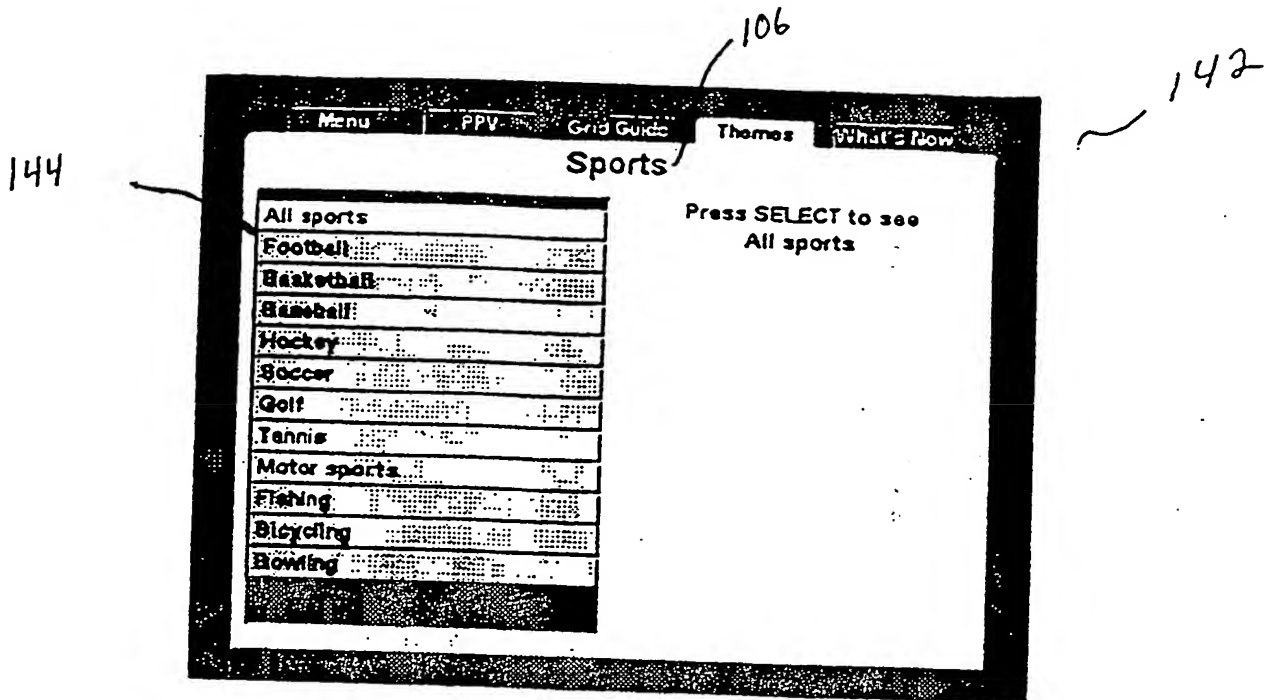 106
142
Menu PPV Grid Guide Themes What's Now
Sports
144
All sports
Football
Basketball
Baseball
Hockey
Soccer
Golf
Tennis
Motor sports
Fishing
Bicycling
Bowling
Press SELECT to see
All sports